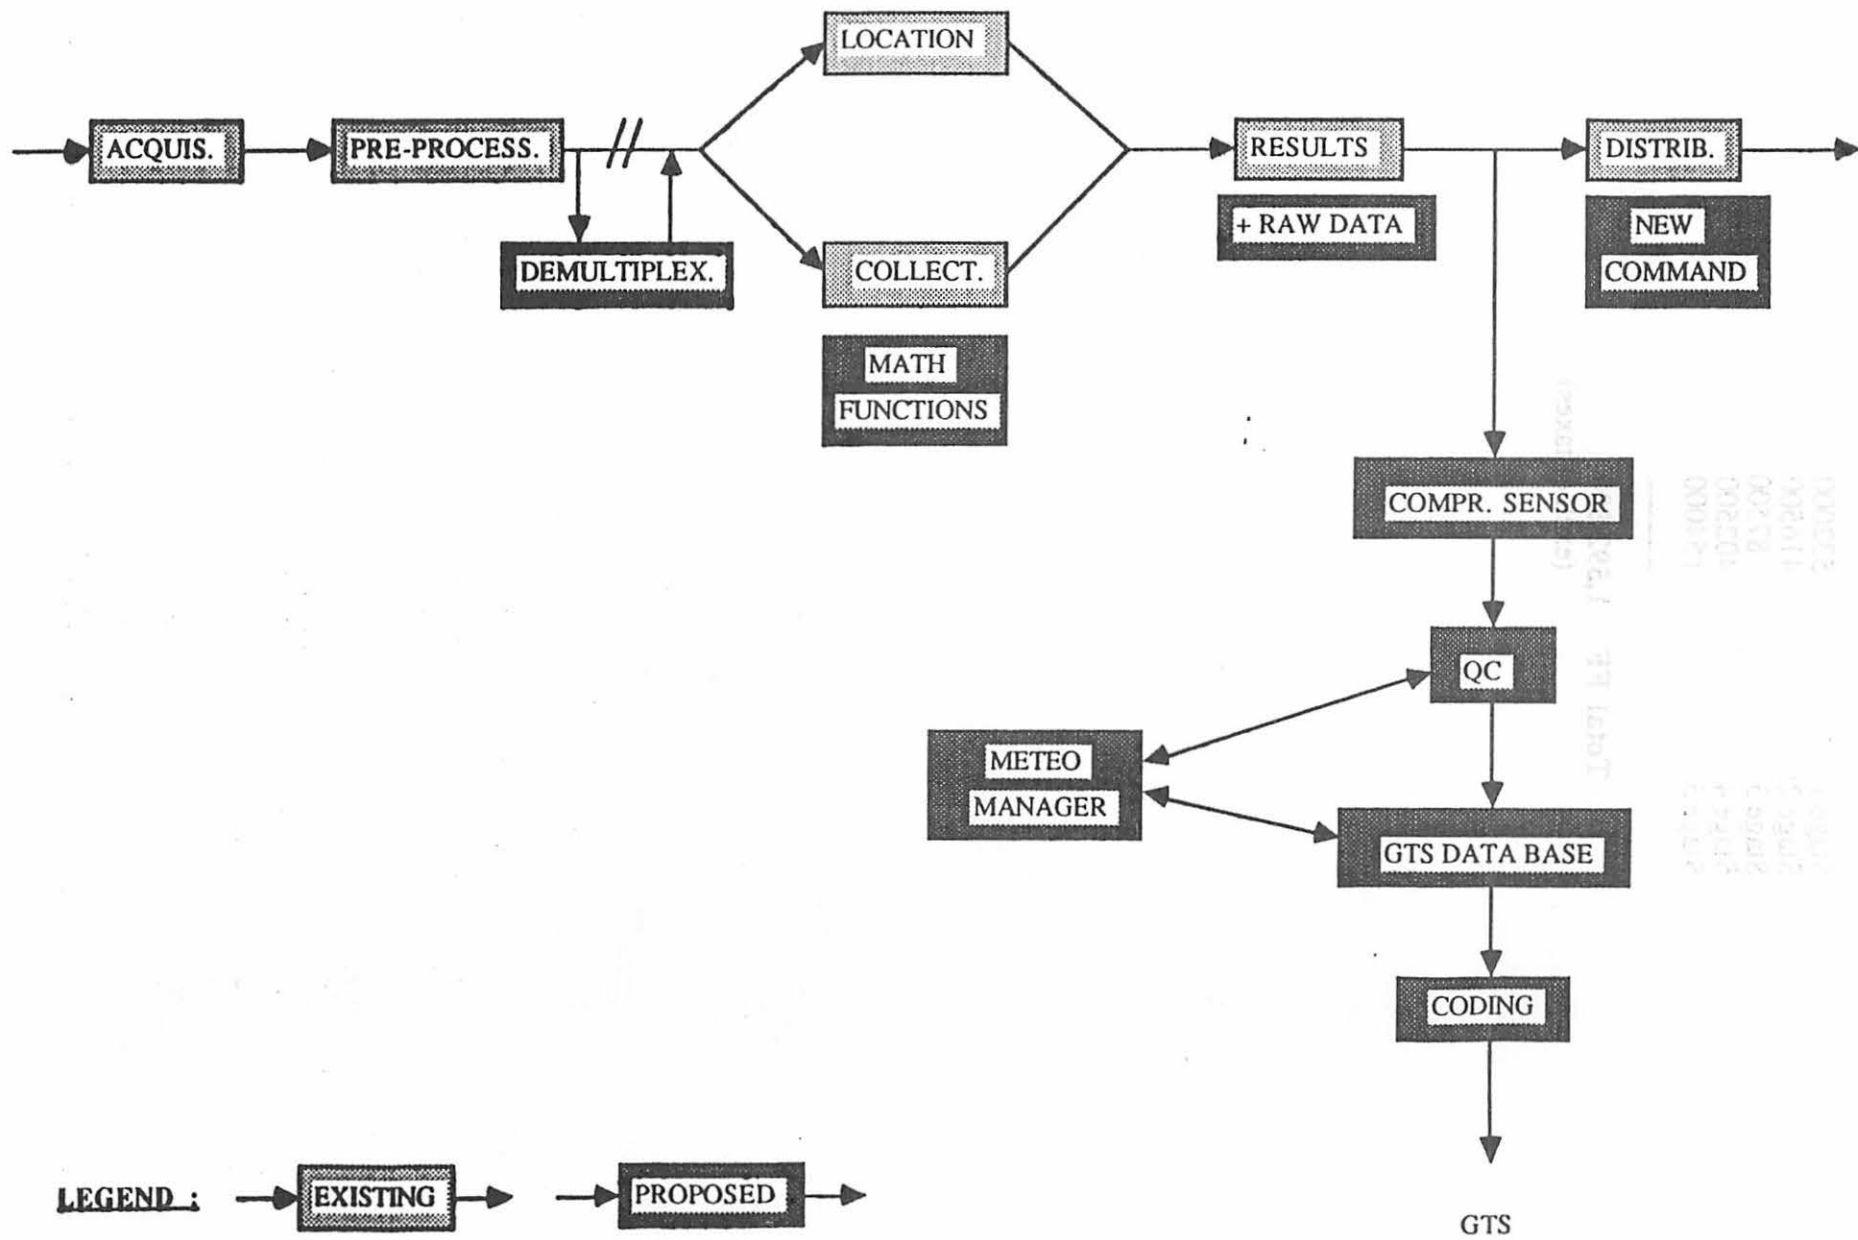 LOCATION
ACQUIS.
PRE-PROCESS.
RESULTS
DISTRIB.
+ RAW DATA
NEW
COMMAND
DEMULTIPLEX.
COLLECT.
MATH
FUNCTIONS
COMPR. SENSOR
QC
METEO
MANAGER
GTS DATA BASE
CODING
GTS
LEGEND :
EXISTING
PROPOSED